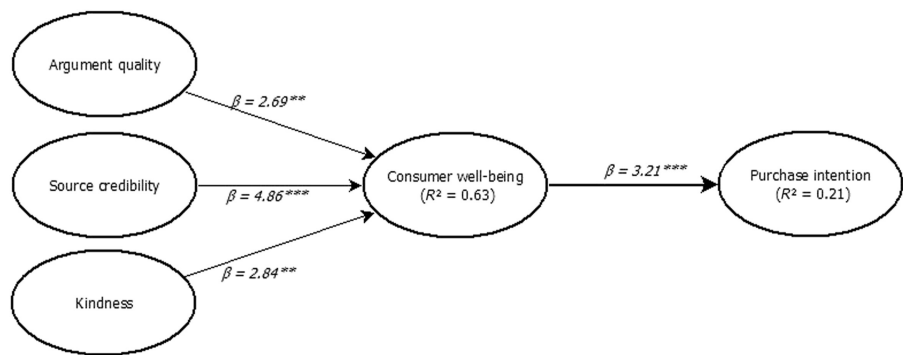 Argument quality
β = 2.69**
Source credibility
β = 4.86***
Kindness
β = 2.84**
Consumer well-being
(R² = 0.63)
β = 3.21***
Purchase intention
(R² = 0.21)